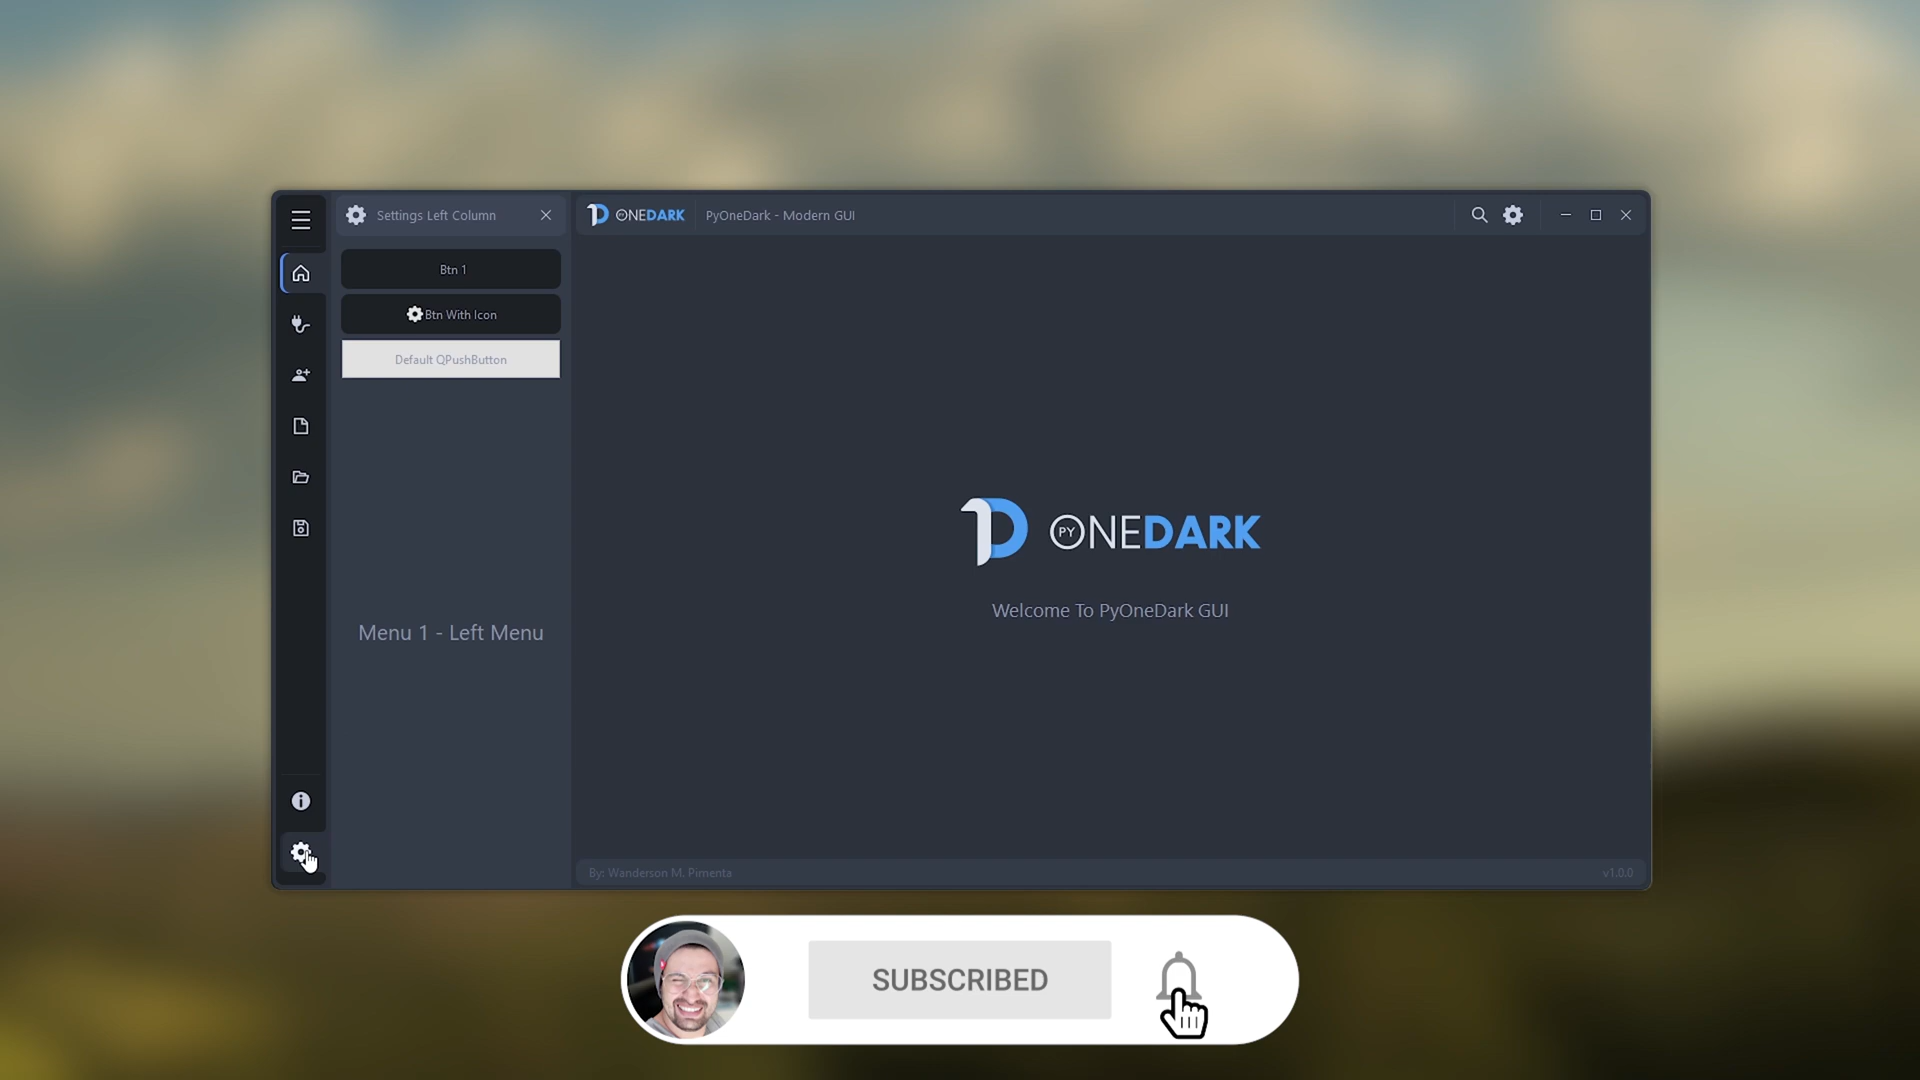 Settings Left Column
PY ONEDARK
PyOneDark - Modern GUI
Btn 1
Btn With Icon
Default QPushButton
PY ONEDARK
Welcome To PyOneDark GUI
Menu 1 - Left Menu
By: Wanderson M. Pimenta
v1.0.0
SUBSCRIBED